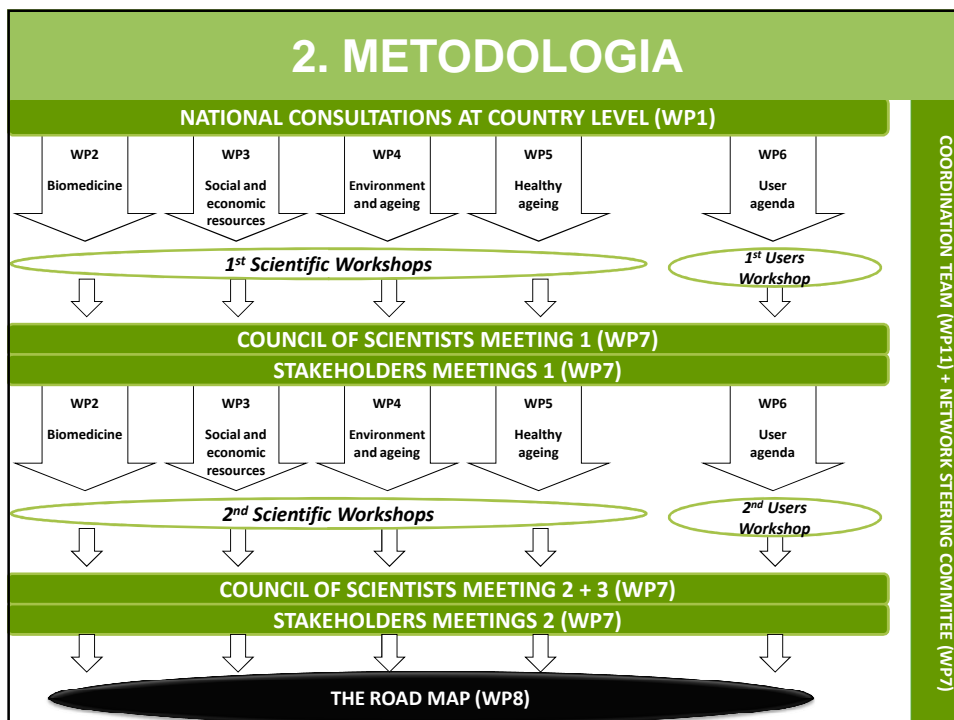 2. METODOLOGIA
NATIONAL CONSULTATIONS AT COUNTRY LEVEL (WP1)
WP2
Biomedicine
WP3
Social and
economic
resources
WP4
Environment
and ageing
WP5
Healthy
ageing
WP6
User
agenda
1st Scientific Workshops
1st Users
Workshop
COUNCIL OF SCIENTISTS MEETING 1 (WP7)
STAKEHOLDERS MEETINGS 1 (WP7)
WP2
Biomedicine
WP3
Social and
economic
resources
WP4
Environment
and ageing
WP5
Healthy
ageing
WP6
User
agenda
2nd Scientific Workshops
2nd Users
Workshop
COUNCIL OF SCIENTISTS MEETING 2 + 3 (WP7)
STAKEHOLDERS MEETINGS 2 (WP7)
THE ROAD MAP (WP8)
COORDINATION TEAM (WP11) + NETWORK STEERING COMMITEE (WP7)